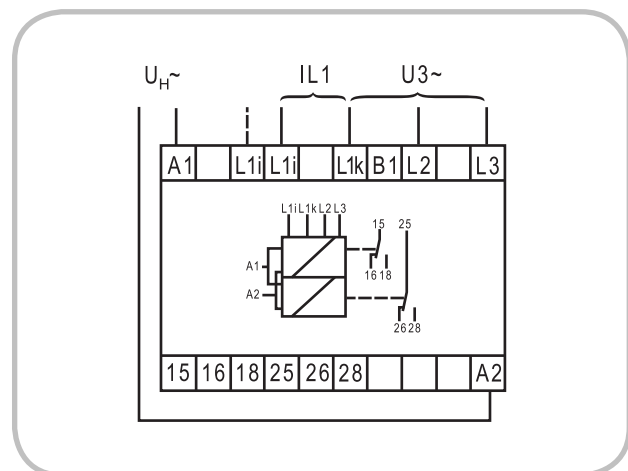 U_H~ IL1 U3~
A1 L1i L1i L1k B1 L2 L3
L1i L1k L2 L3
15 25
A1
16 18
A2
26 28
15 16 18 25 26 28 A2